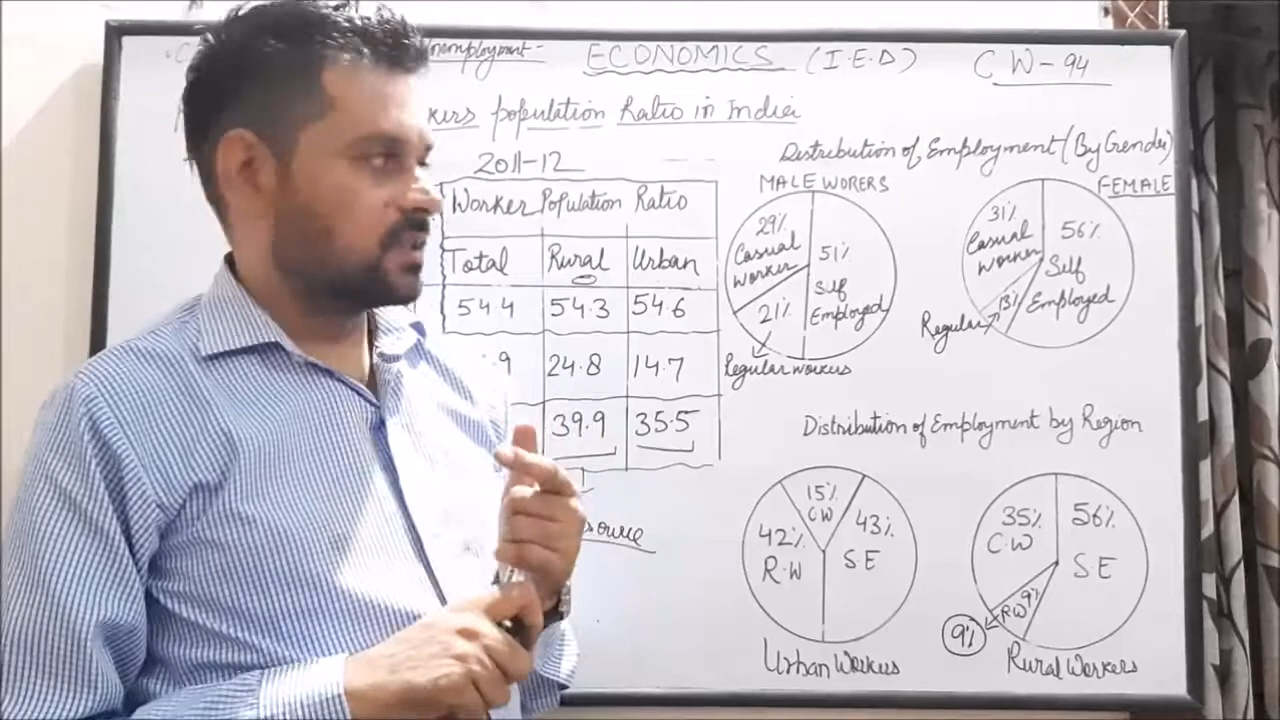 ECONOMICS (I.E.D)
CW-94
population Ratio in India
2011-12
Worker Population Ratio
Total Rural Urban
54.4 54.3 54.6
24.8 14.7
39.9 35.5
Distribution of Employment (By Gender)
MALE WORERS
29%
Casual
worker
51%
Self
Employed
21%
Regular workers
FEMALE
31%
Casual
worker
56%
Self
Employed
13%
Regular
Distribution of Employment by Region
15%
CW
42%
R.W
43%
S.E
Urban Workers
35%
C.W
56%
S.E
RW 9%
9%
Rural Workers